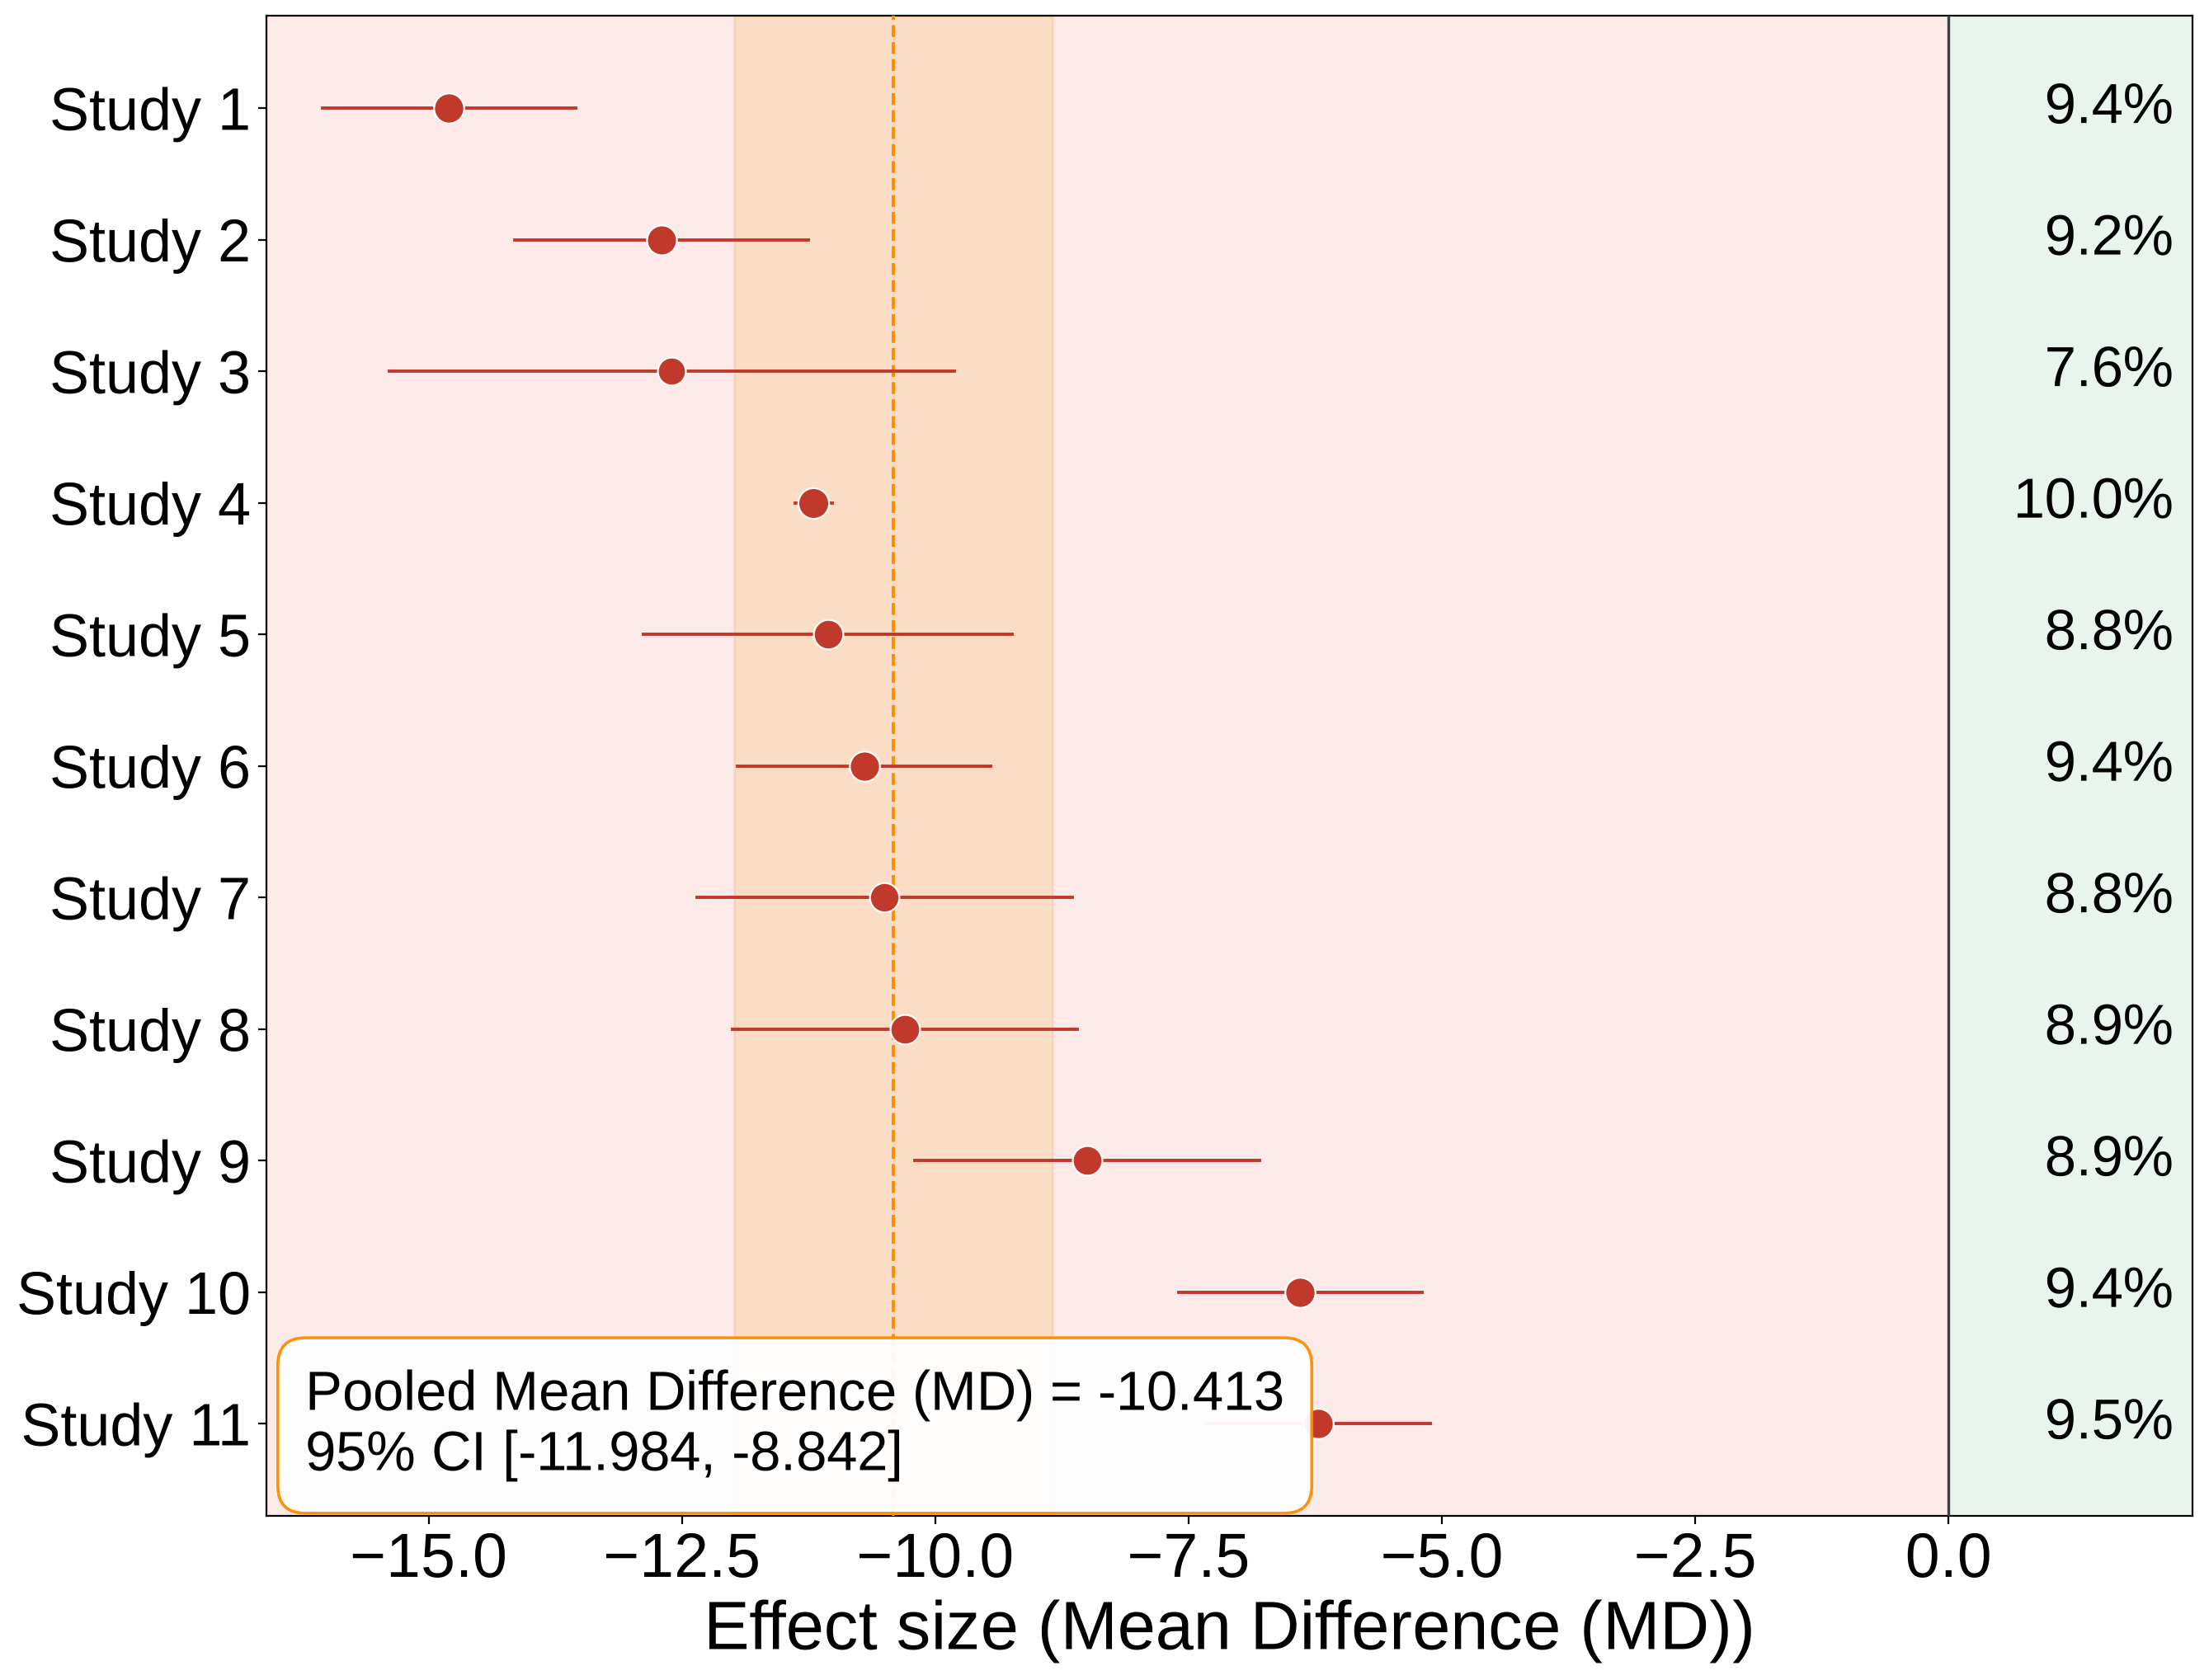 Study 1 9.4%
Study 2 9.2%
Study 3 7.6%
Study 4 10.0%
Study 5 8.8%
Study 6 9.4%
Study 7 8.8%
Study 8 8.9%
Study 9 8.9%
Study 10 9.4%
Study 11 9.5%
Pooled Mean Difference (MD) = -10.413
95% CI [-11.984, -8.842]
−15.0 −12.5 −10.0 −7.5 −5.0 −2.5 0.0
Effect size (Mean Difference (MD))